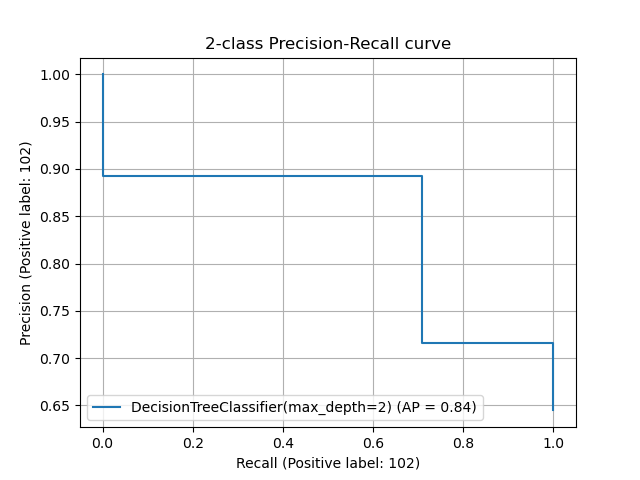 2-class Precision-Recall curve
1.00
0.95
0.90
0.85
0.80
0.75
0.70
0.65
Precision (Positive label: 102)
DecisionTreeClassifier(max_depth=2) (AP = 0.84)
0.0 0.2 0.4 0.6 0.8 1.0
Recall (Positive label: 102)